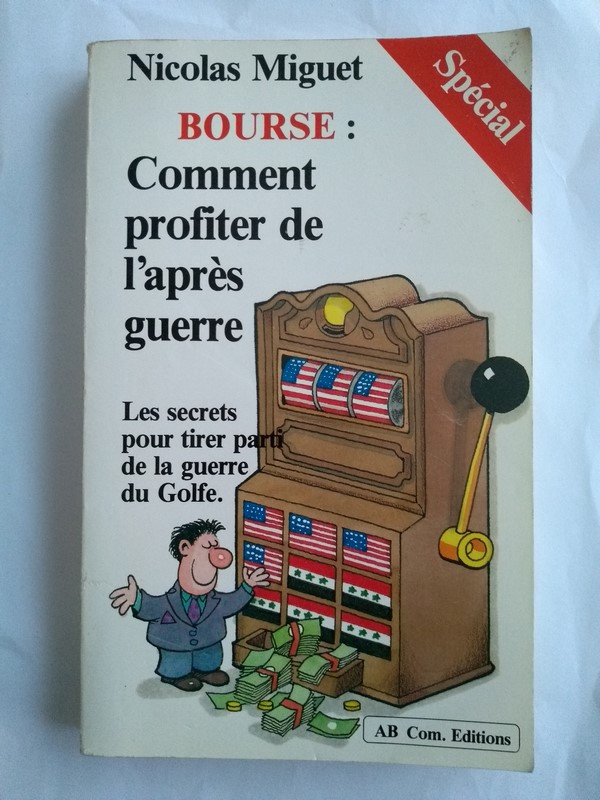 Nicolas Miguet
Spécial
BOURSE :
Comment
profiter de
l'après
guerre
Les secrets
pour tirer parti
de la guerre
du Golfe.
AB Com. Editions